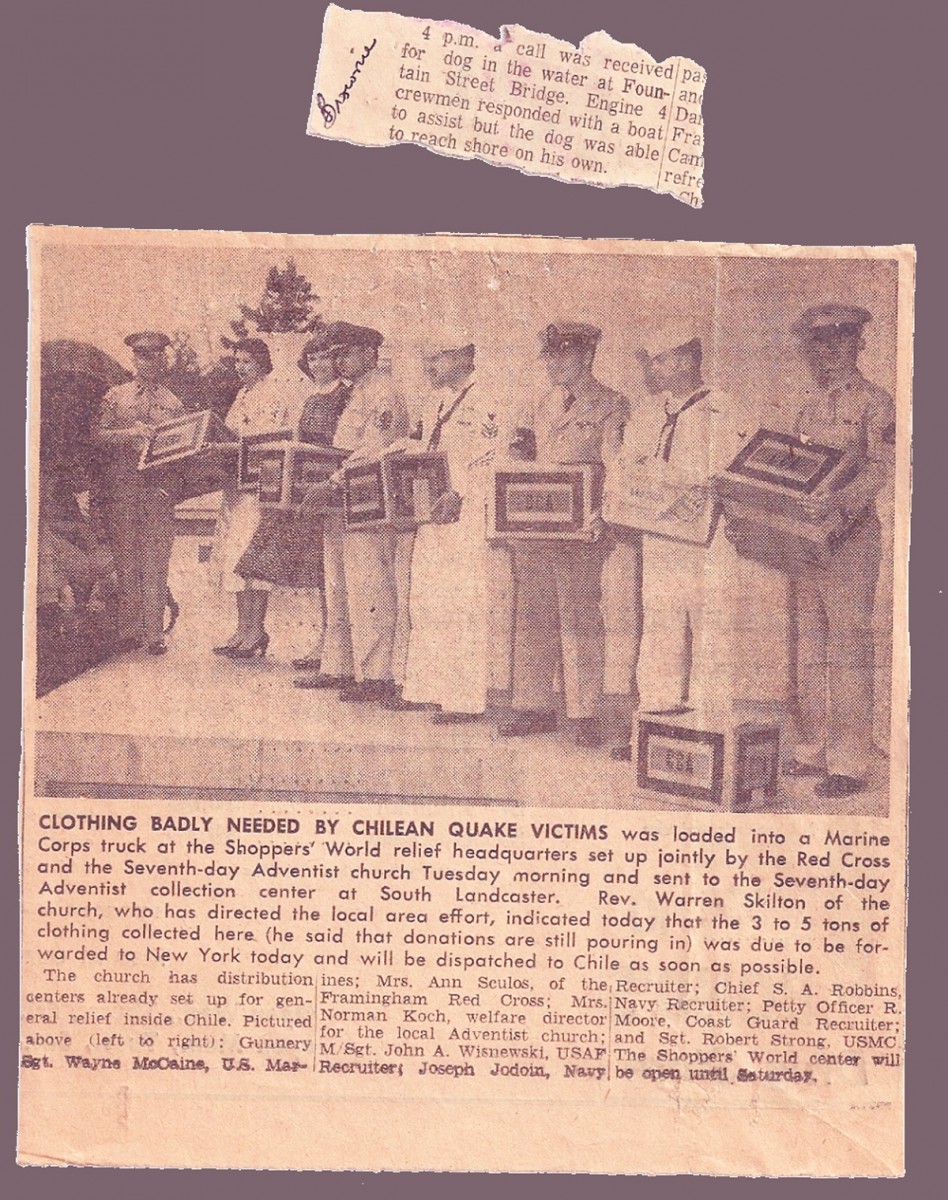 Brownie
4 p.m. a call was received
for dog in the water at Foun-
tain Street Bridge. Engine 4
crewmen responded with a boat
to assist but the dog was able
to reach shore on his own.
pa
and
Da
Fra
Cam
refre
Ch
CLOTHING BADLY NEEDED BY CHILEAN QUAKE VICTIMS was loaded into a Marine
Corps truck at the Shoppers' World relief headquarters set up jointly by the Red Cross
and the Seventh-day Adventist church Tuesday morning and sent to the Seventh-day
Adventist collection center at South Landcaster. Rev. Warren Skilton of the
church, who has directed the local area effort, indicated today that the 3 to 5 tons of
clothing collected here (he said that donations are still pouring in) was due to be for-
warded to New York today and will be dispatched to Chile as soon as possible.
The church has distribution
centers already set up for gen-
eral relief inside Chile. Pictured
above (left to right): Gunnery
Sgt. Wayne McCaine, U.S. Mar-
ines; Mrs. Ann Sculos, of the
Framingham Red Cross; Mrs.
Norman Koch, welfare director
for the local Adventist church;
M/Sgt. John A. Wisnewski, USAF
Recruiter; Joseph Jodoin, Navy
Recruiter; Chief S. A. Robbins,
Navy Recruiter; Petty Officer R.
Moore, Coast Guard Recruiter;
and Sgt. Robert Strong, USMC.
The Shoppers' World center will
be open until Saturday.